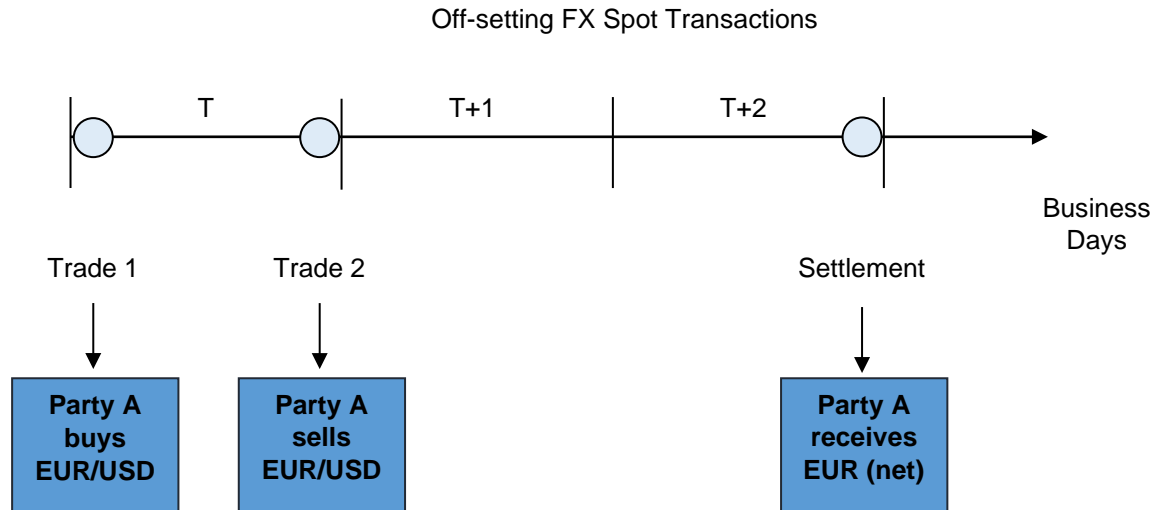 Off-setting FX Spot Transactions
T
T+1
T+2
Business
Days
Trade 1
Trade 2
Settlement
Party A
buys
EUR/USD
Party A
sells
EUR/USD
Party A
receives
EUR (net)